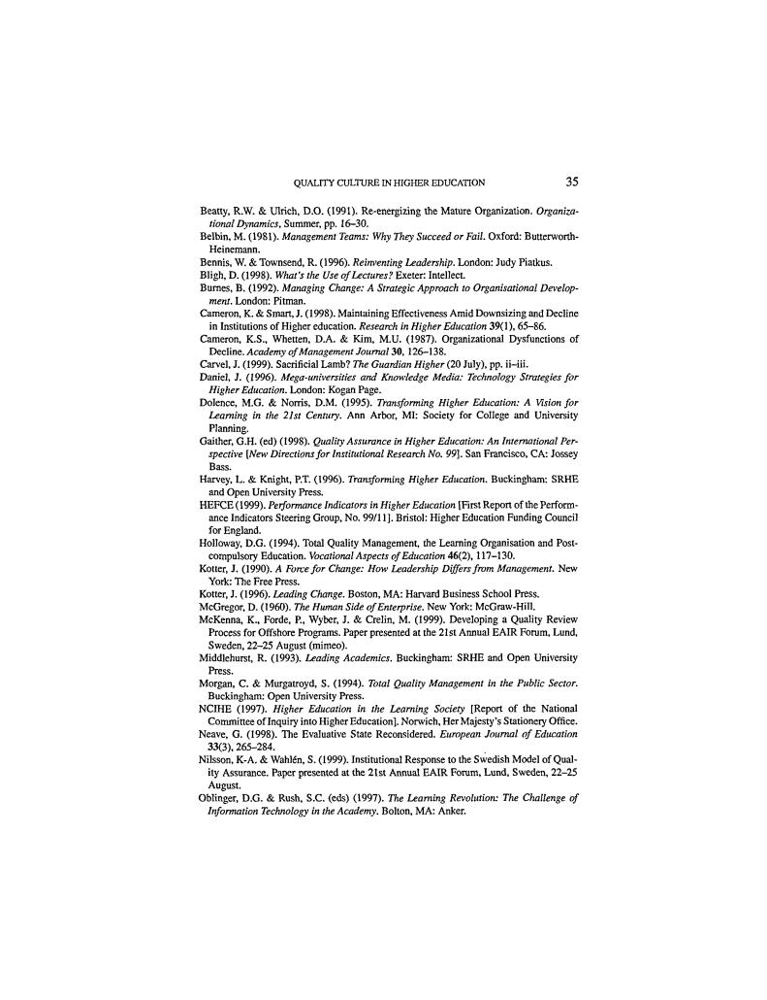 QUALITY CULTURE IN HIGHER EDUCATION 35
Beatty, R.W. & Ulrich, D.O. (1991). Re-energizing the Mature Organization. Organiza-
tional Dynamics, Summer, pp. 16–30.
Belbin, M. (1981). Management Teams: Why They Succeed or Fail. Oxford: Butterworth-
Heinemann.
Bennis, W. & Townsend, R. (1996). Reinventing Leadership. London: Judy Piatkus.
Bligh, D. (1998). What's the Use of Lectures? Exeter: Intellect.
Burnes, B. (1992). Managing Change: A Strategic Approach to Organisational Develop-
ment. London: Pitman.
Cameron, K. & Smart, J. (1998). Maintaining Effectiveness Amid Downsizing and Decline
in Institutions of Higher education. Research in Higher Education 39(1), 65–86.
Cameron, K.S., Whetten, D.A. & Kim, M.U. (1987). Organizational Dysfunctions of
Decline. Academy of Management Journal 30, 126–138.
Carvel, J. (1999). Sacrificial Lamb? The Guardian Higher (20 July), pp. ii–iii.
Daniel, J. (1996). Mega-universities and Knowledge Media: Technology Strategies for
Higher Education. London: Kogan Page.
Dolence, M.G. & Norris, D.M. (1995). Transforming Higher Education: A Vision for
Learning in the 21st Century. Ann Arbor, MI: Society for College and University
Planning.
Gaither, G.H. (ed) (1998). Quality Assurance in Higher Education: An International Per-
spective [New Directions for Institutional Research No. 99]. San Francisco, CA: Jossey
Bass.
Harvey, L. & Knight, P.T. (1996). Transforming Higher Education. Buckingham: SRHE
and Open University Press.
HEFCE (1999). Performance Indicators in Higher Education [First Report of the Perform-
ance Indicators Steering Group, No. 99/11]. Bristol: Higher Education Funding Council
for England.
Holloway, D.G. (1994). Total Quality Management, the Learning Organisation and Post-
compulsory Education. Vocational Aspects of Education 46(2), 117–130.
Kotter, J. (1990). A Force for Change: How Leadership Differs from Management. New
York: The Free Press.
Kotter, J. (1996). Leading Change. Boston, MA: Harvard Business School Press.
McGregor, D. (1960). The Human Side of Enterprise. New York: McGraw-Hill.
McKenna, K., Forde, P., Wyber, J. & Crelin, M. (1999). Developing a Quality Review
Process for Offshore Programs. Paper presented at the 21st Annual EAIR Forum, Lund,
Sweden, 22–25 August (mimeo).
Middlehurst, R. (1993). Leading Academics. Buckingham: SRHE and Open University
Press.
Morgan, C. & Murgatroyd, S. (1994). Total Quality Management in the Public Sector.
Buckingham: Open University Press.
NCIHE (1997). Higher Education in the Learning Society [Report of the National
Committee of Inquiry into Higher Education]. Norwich, Her Majesty's Stationery Office.
Neave, G. (1998). The Evaluative State Reconsidered. European Journal of Education
33(3), 265–284.
Nilsson, K-A. & Wahlén, S. (1999). Institutional Response to the Swedish Model of Qual-
ity Assurance. Paper presented at the 21st Annual EAIR Forum, Lund, Sweden, 22–25
August.
Oblinger, D.G. & Rush, S.C. (eds) (1997). The Learning Revolution: The Challenge of
Information Technology in the Academy. Bolton, MA: Anker.